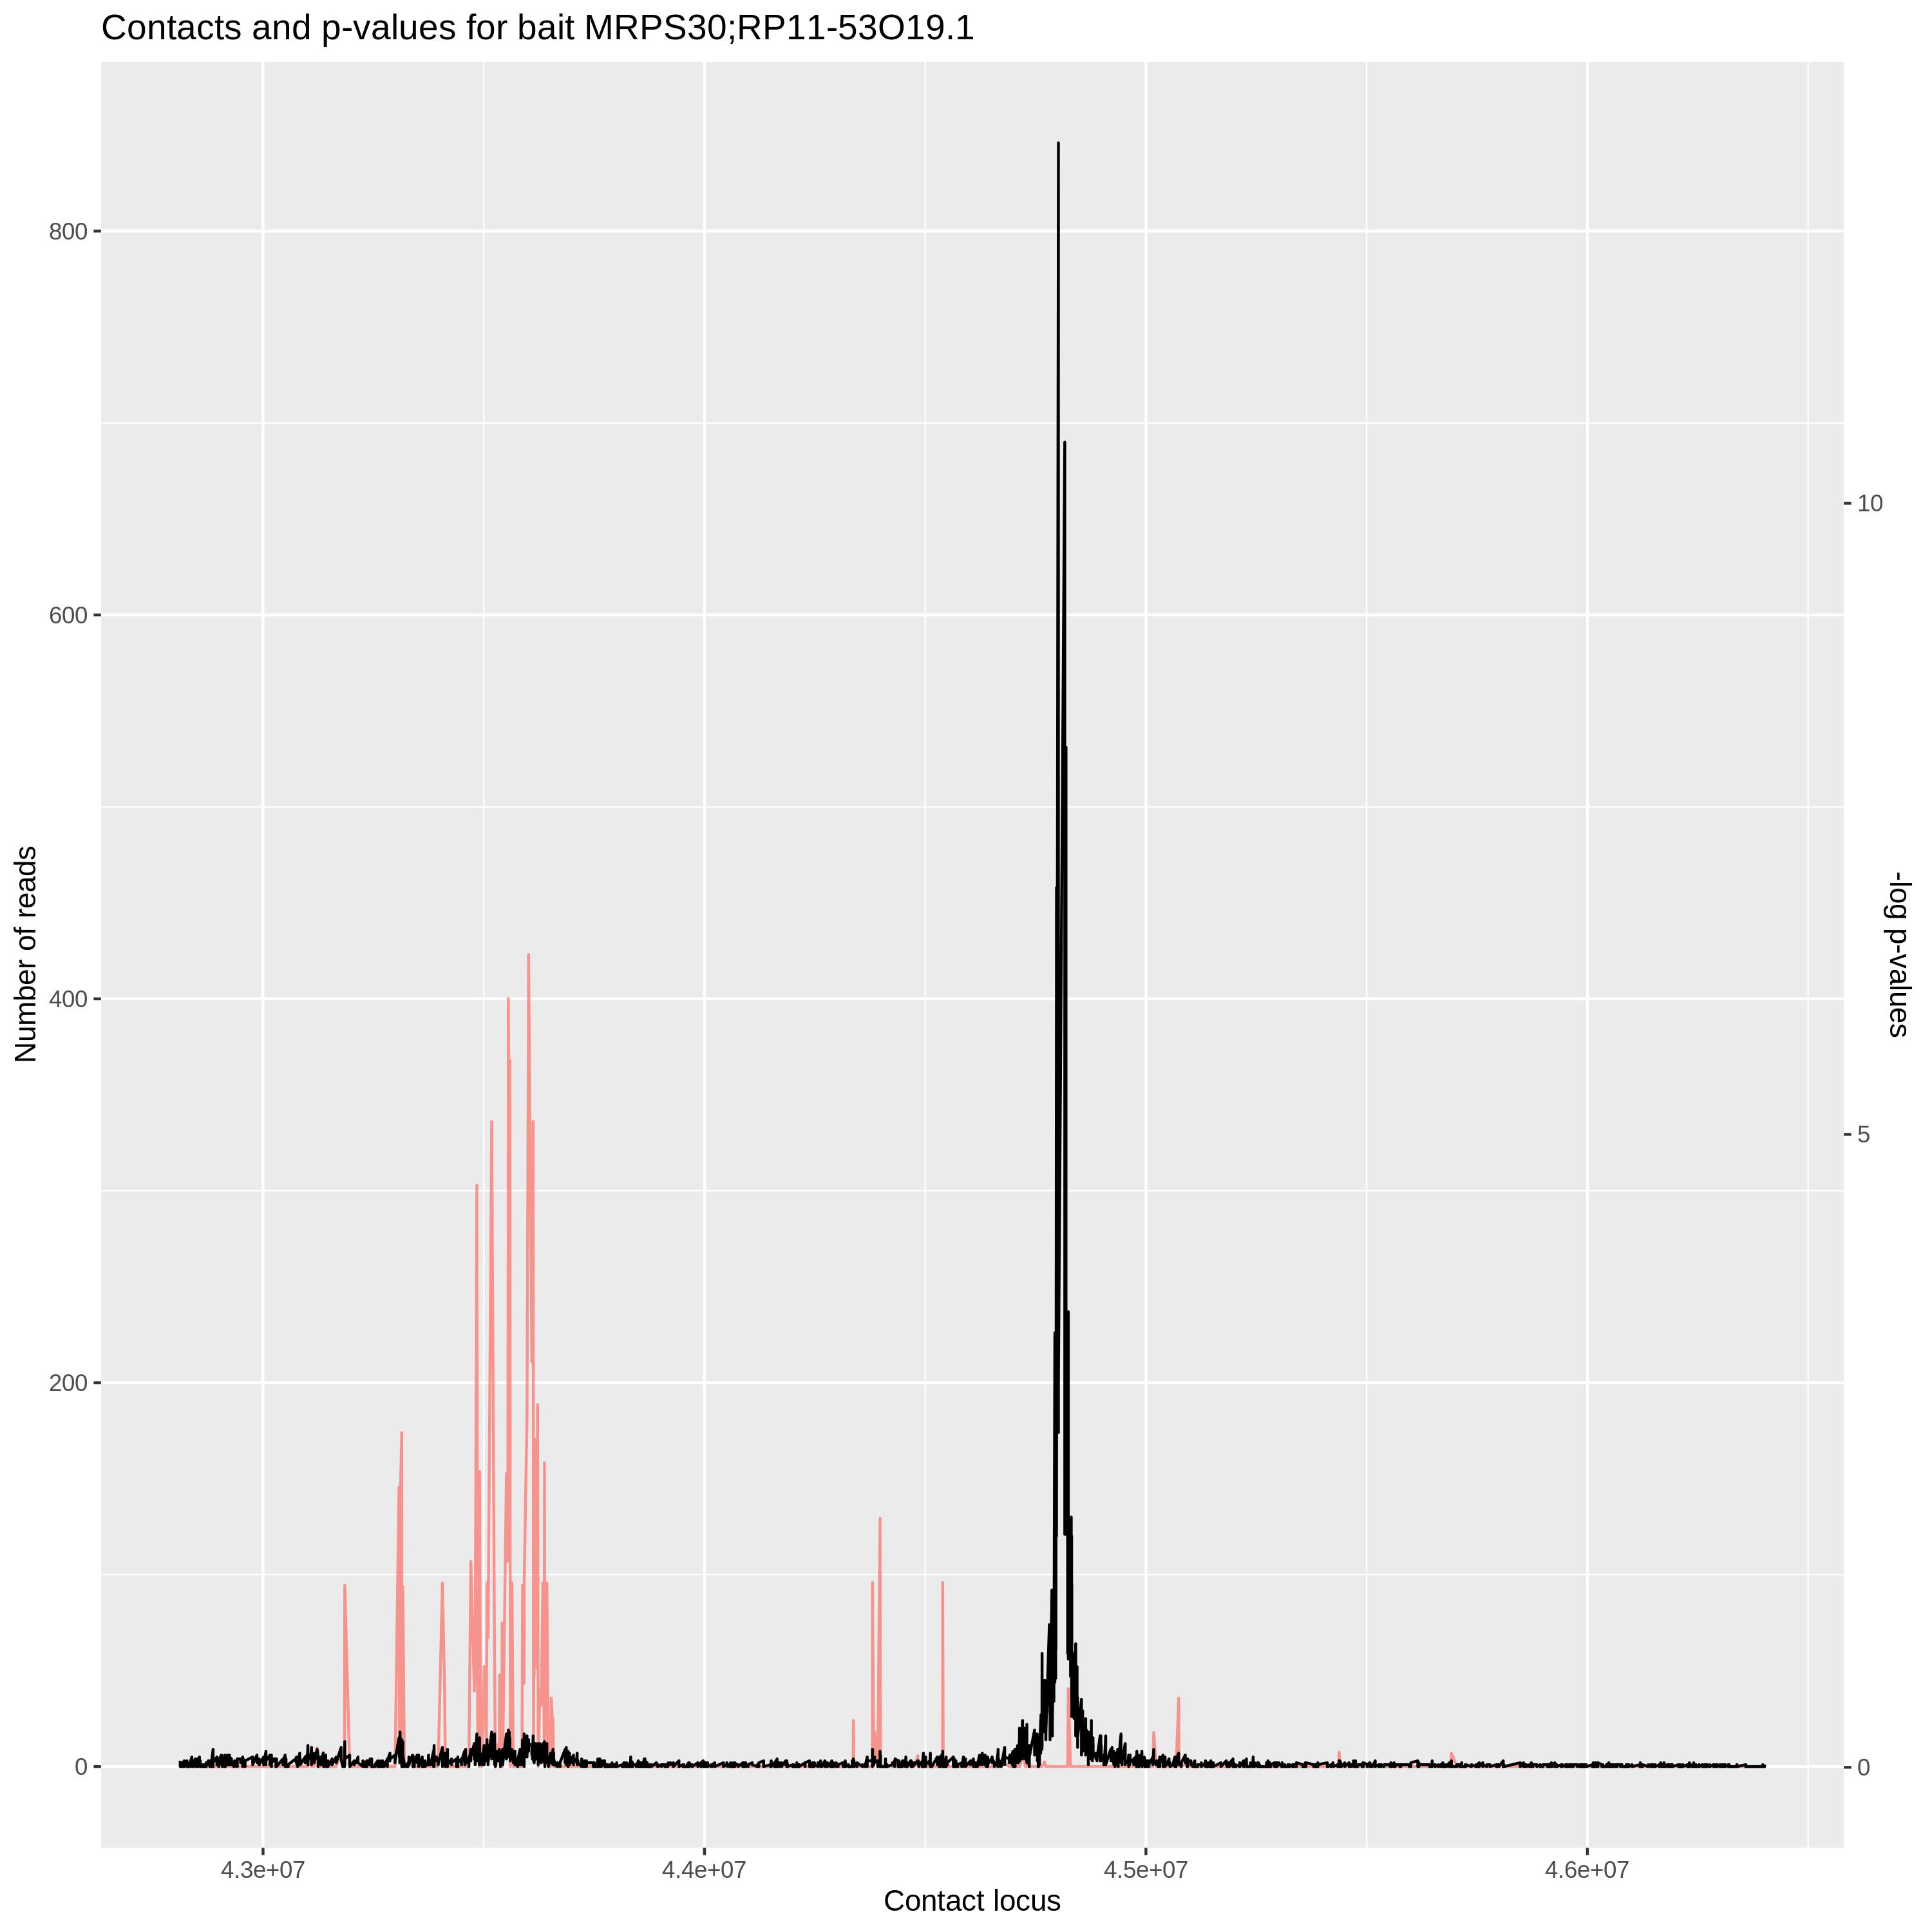 Contacts and p-values for bait MRPS30;RP11-53O19.1
800
600
400
200
0
Number of reads
10
5
0
-log p-values
4.3e+07
4.4e+07
4.5e+07
4.6e+07
Contact locus